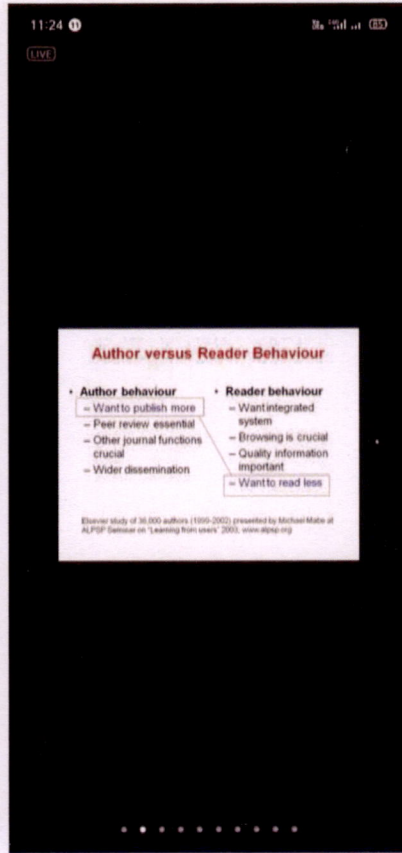 11:24 11
85
LIVE
Author versus Reader Behaviour
• Author behaviour
– Want to publish more
– Peer review essential
– Other journal functions
crucial
– Wider dissemination
• Reader behaviour
– Want integrated
system
– Browsing is crucial
– Quality information
important
– Want to read less
Elsevier study of 36,000 authors (1999-2002) presented by Michael Mabe at
ALPSP Seminar on "Learning from users" 2003, www.alpsp.org